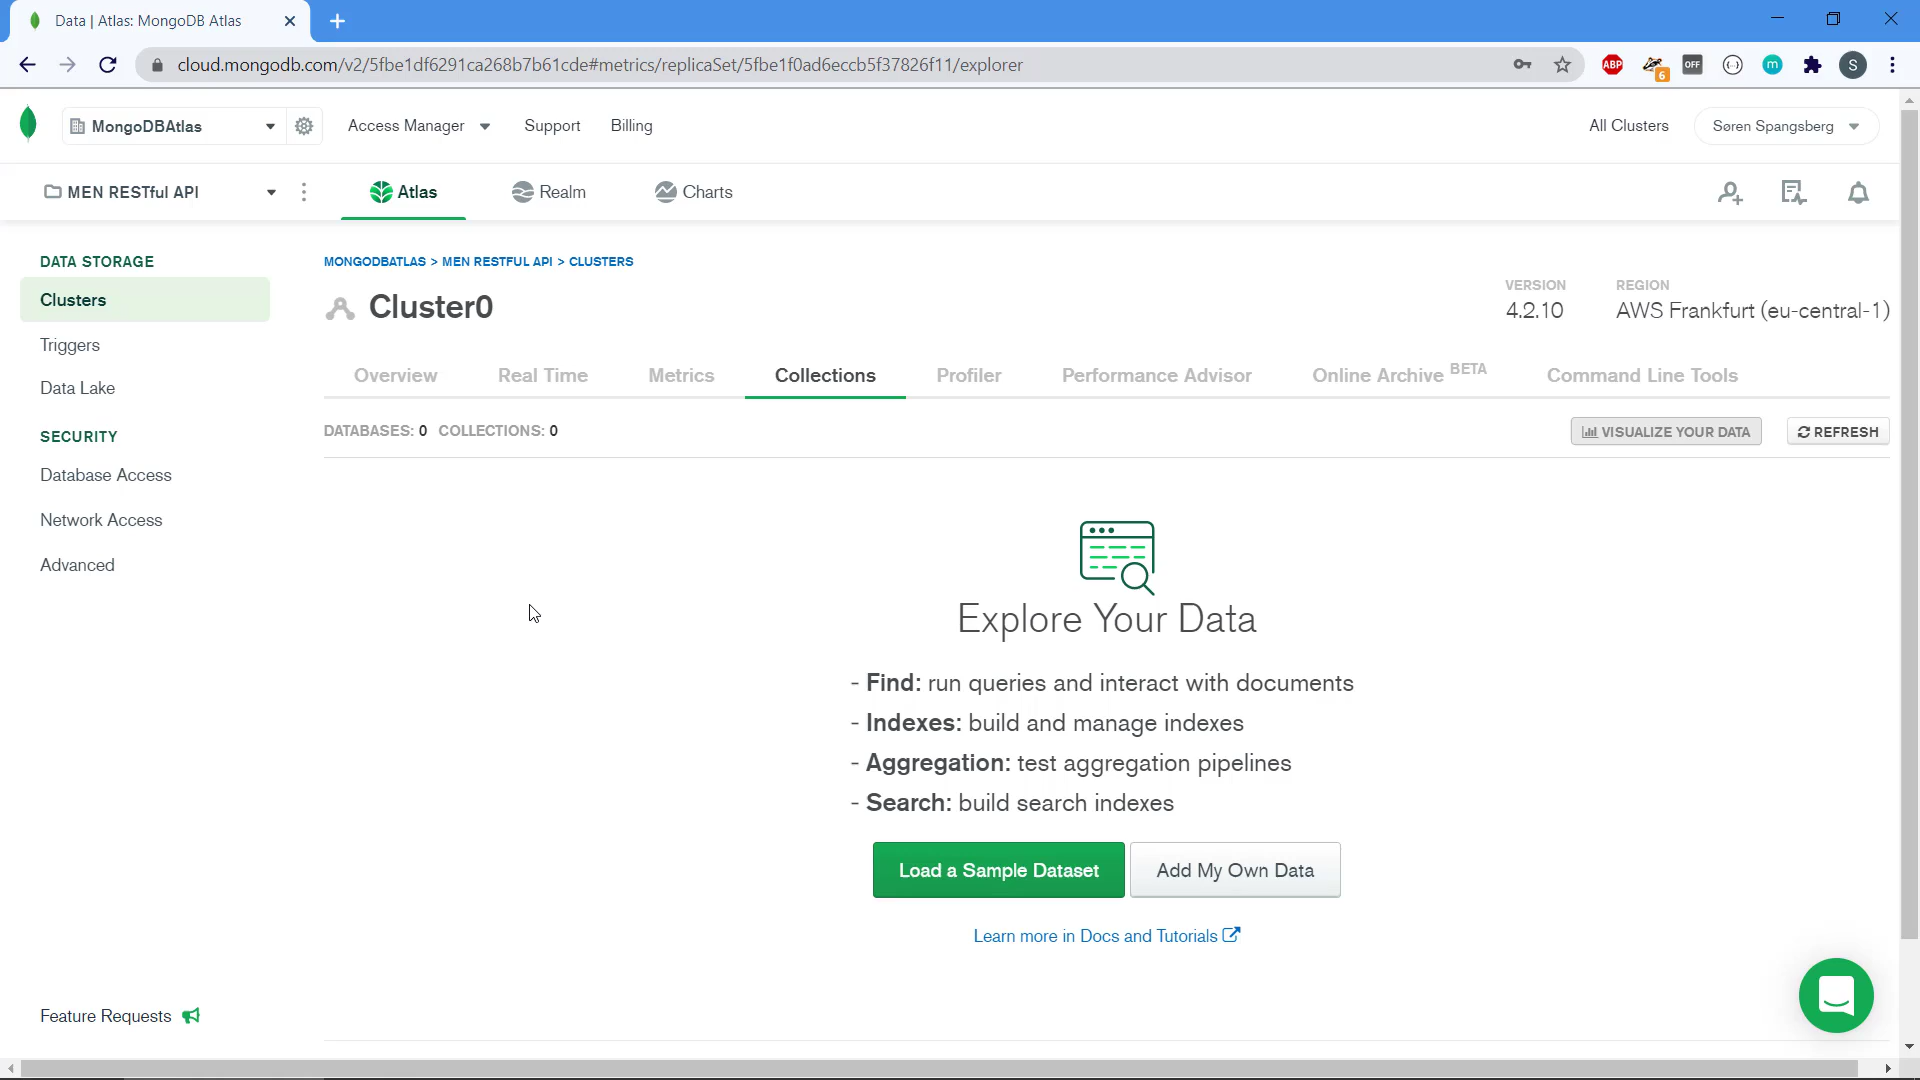 Data | Atlas: MongoDB Atlas
cloud.mongodb.com/v2/5fbe1df6291ca268b7b61cde#metrics/replicaSet/5fbe1f0ad6eccb5f37826f11/explorer
ABP
6
OFF
m
S
MongoDBAtlas
Access Manager
Support
Billing
All Clusters
Søren Spangsberg
MEN RESTful API
Atlas
Realm
Charts
DATA STORAGE
Clusters
Triggers
Data Lake
SECURITY
Database Access
Network Access
Advanced
Feature Requests
MONGODBATLAS > MEN RESTFUL API > CLUSTERS
Cluster0
VERSION
4.2.10
REGION
AWS Frankfurt (eu-central-1)
Overview
Real Time
Metrics
Collections
Profiler
Performance Advisor
Online Archive BETA
Command Line Tools
DATABASES: 0 COLLECTIONS: 0
VISUALIZE YOUR DATA
REFRESH
Explore Your Data
- Find: run queries and interact with documents
- Indexes: build and manage indexes
- Aggregation: test aggregation pipelines
- Search: build search indexes
Load a Sample Dataset
Add My Own Data
Learn more in Docs and Tutorials